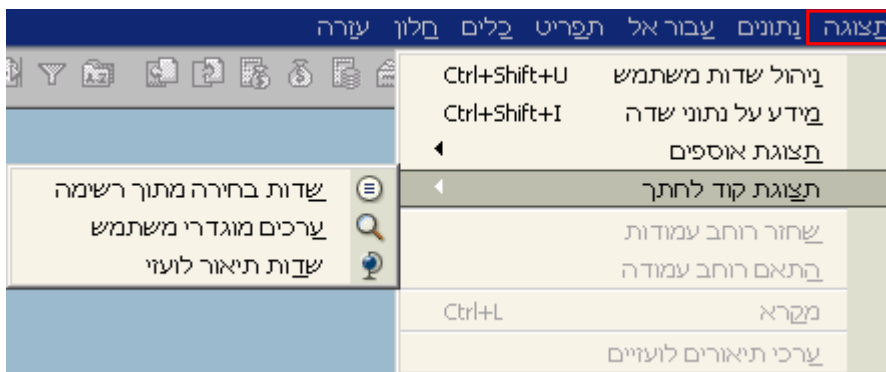 תצוגה נתונים עבור אל תפריט כלים חלון עזרה
ניהול שדות משתמש Ctrl+Shift+U
מידע על נתוני שדה Ctrl+Shift+I
תצוגת אוספים
תצוגת קוד לחתך
שדות בחירה מתוך רשימה
ערכים מוגדרי משתמש
שדות תיאור לועזי
שחזור רוחב עמודות
התאם רוחב עמודה
מקרא Ctrl+L
ערכי תיאורים לועזיים